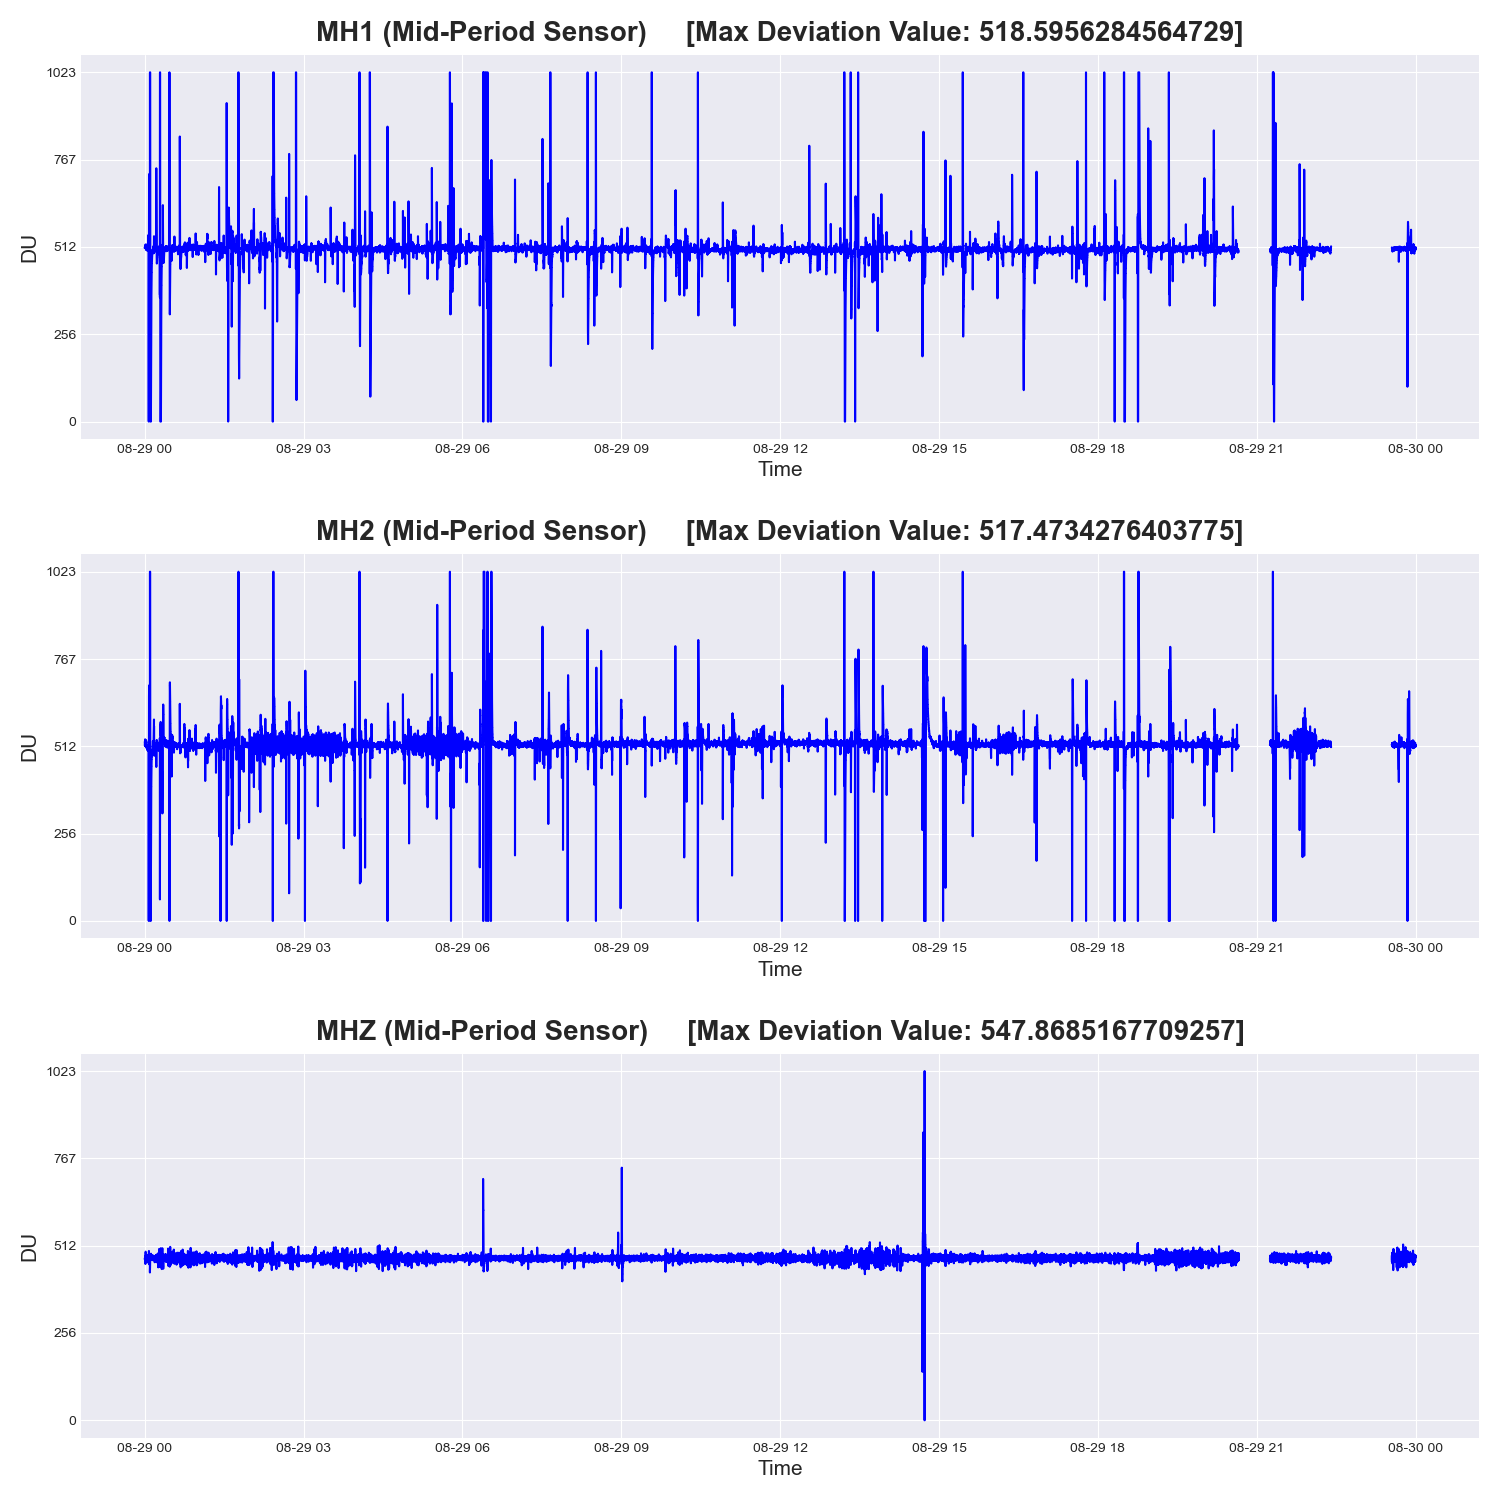 MH1 (Mid-Period Sensor) [Max Deviation Value: 518.5956284564729]
1023
767
512
256
0
DU
08-29 00 08-29 03 08-29 06 08-29 09 08-29 12 08-29 15 08-29 18 08-29 21 08-30 00
Time
MH2 (Mid-Period Sensor) [Max Deviation Value: 517.4734276403775]
1023
767
512
256
0
DU
08-29 00 08-29 03 08-29 06 08-29 09 08-29 12 08-29 15 08-29 18 08-29 21 08-30 00
Time
MHZ (Mid-Period Sensor) [Max Deviation Value: 547.8685167709257]
1023
767
512
256
0
DU
08-29 00 08-29 03 08-29 06 08-29 09 08-29 12 08-29 15 08-29 18 08-29 21 08-30 00
Time